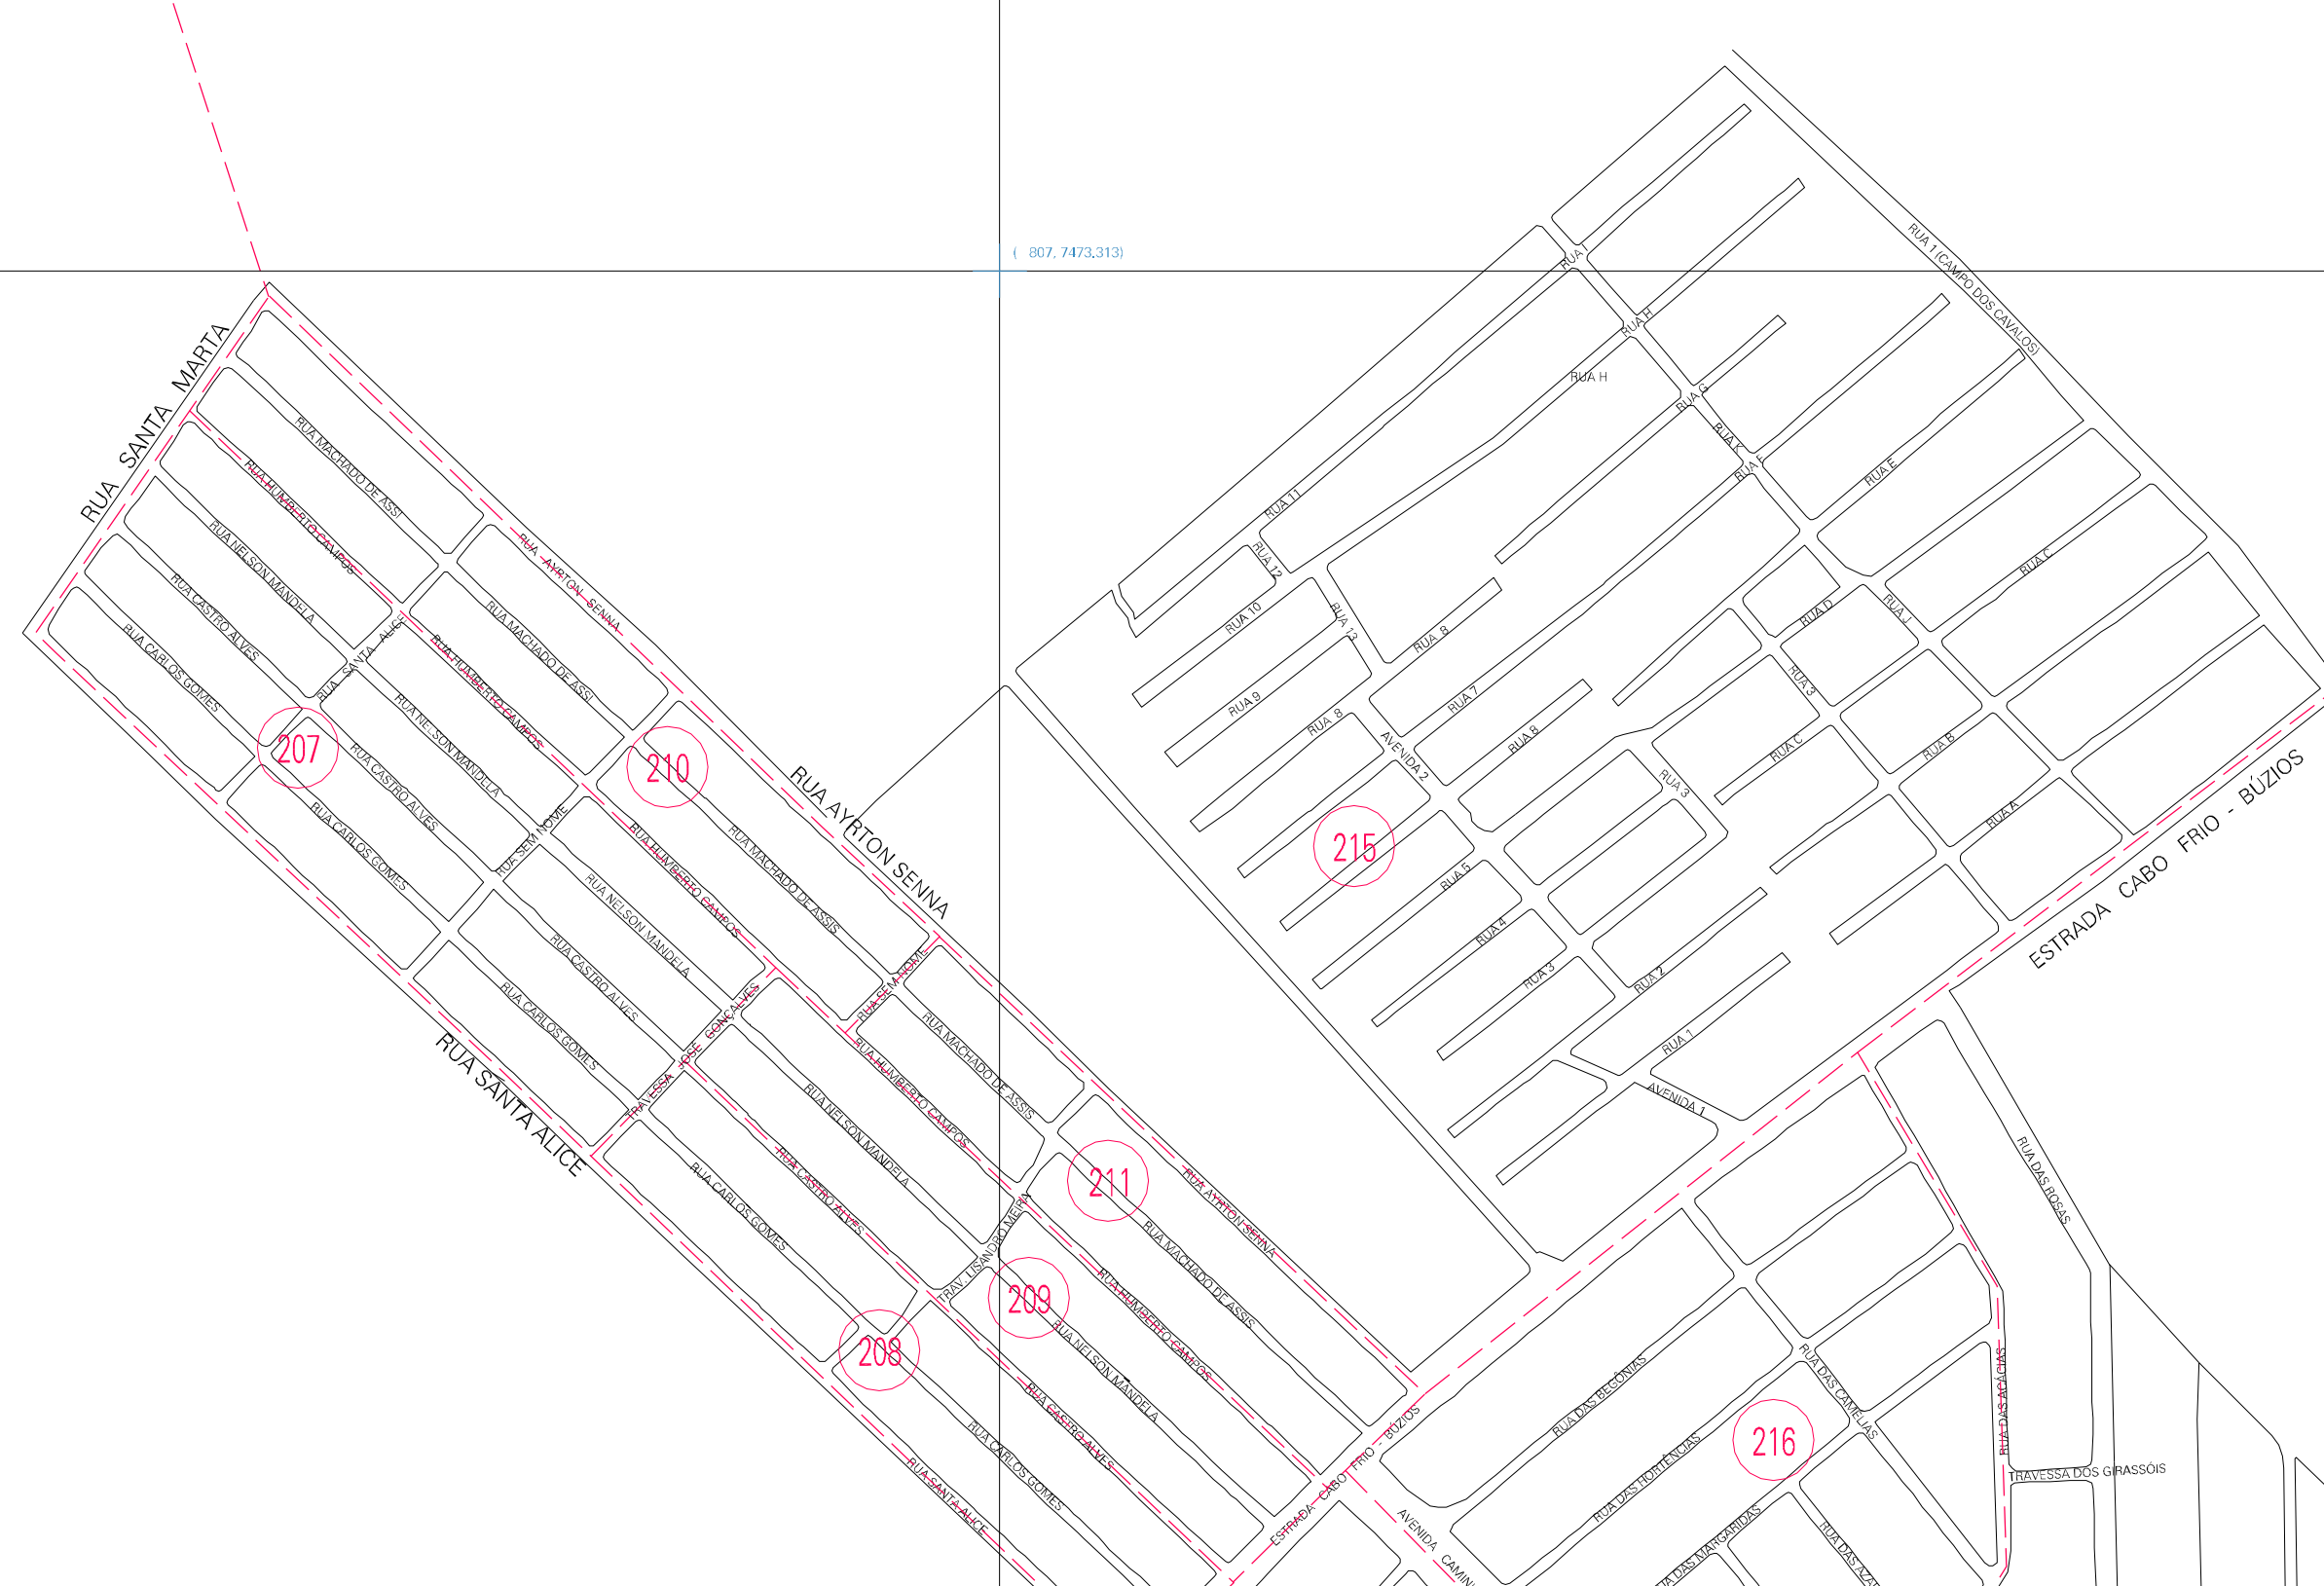 ( 807, 7473.313)
RUA 1 (CAMPO DOS CAVALOS)
RUA I
RUA H
RUA H
RUA G
RUA K
RUA F
RUA E
RUA 11
RUA 12
RUA 10
RUA 13
RUA 9
RUA 8
RUA 8
RUA 7
RUA 8
AVENIDA 2
RUA C
RUA D
RUA J
RUA 3
RUA 3
RUA C
RUA B
RUA A
215
RUA 5
RUA 4
RUA 3
RUA 2
RUA 1
AVENIDA 1
ESTRADA CABO FRIO - BÚZIOS
RUA SANTA MARTA
RUA MACHADO DE ASSI
RUA HUMBERTO CAMPOS
RUA NELSON MANDELA
RUA CASTRO ALVES
RUA CARLOS GOMES
RUA SANTA ALICE
207
RUA AYRTON SENNA
RUA MACHADO DE ASSI
RUA HUMBERTO CAMPOS
RUA NELSON MANDELA
RUA CASTRO ALVES
RUA CARLOS GOMES
RUA SEM NOME
210
RUA AYRTON SENNA
RUA MACHADO DE ASSIS
RUA HUMBERTO CAMPOS
RUA NELSON MANDELA
RUA CASTRO ALVES
RUA CARLOS GOMES
RUA SANTA ALICE
TRAVESSA JOSÉ GONÇALVES
RUA SEM NOME
RUA MACHADO DE ASSIS
RUA HUMBERTO CAMPOS
RUA NELSON MANDELA
RUA CASTRO ALVES
RUA CARLOS GOMES
TRAV. LISANDRO MEIRA
211
209
208
RUA AYRTON SENNA
RUA MACHADO DE ASSIS
RUA HUMBERTO CAMPOS
RUA NELSON MANDELA
RUA CASTRO ALVES
RUA CARLOS GOMES
RUA SANTA ALICE
ESTRADA CABO FRIO - BÚZIOS
AVENIDA CAMIN
RUA DAS ROSAS
RUA DAS ACÁCIAS
RUA DAS BEGÔNIAS
RUA DAS CAMÉLIAS
RUA DAS HORTÊNCIAS
216
TRAVESSA DOS GIRASSÓIS
DAS MARGARIDAS
RUA DAS AZA